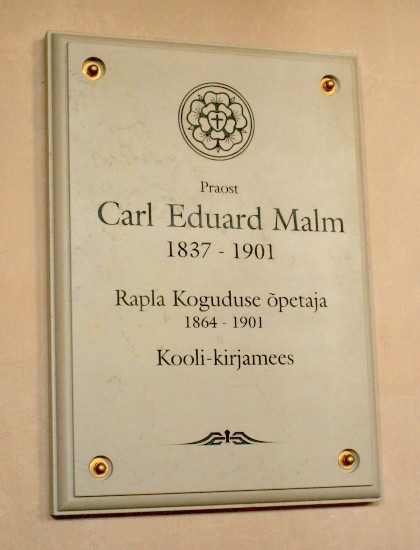 Praost
Carl Eduard Malm
1837 - 1901
Rapla Koguduse õpetaja
1864 - 1901
Kooli-kirjamees